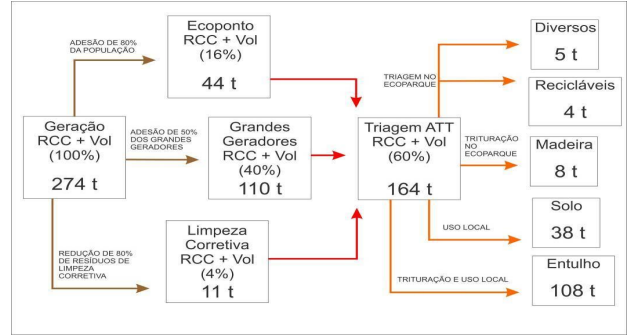 ADESÃO DE 80%
DA POPULAÇÃO
Ecoponto
RCC + Vol
(16%)
44 t
Geração
RCC + Vol
(100%)
274 t
ADESÃO DE 50%
DOS GRANDES
GERADORES
Grandes
Geradores
RCC + Vol
(40%)
110 t
REDUÇÃO DE 80%
DE RESÍDUOS DE
LIMPEZA
CORRETIVA
Limpeza
Corretiva
RCC + Vol
(4%)
11 t
Triagem ATT
RCC + Vol
(60%)
164 t
TRIAGEM NO
ECOPARQUE
Diversos
5 t
Recicláveis
4 t
TRITURAÇÃO
NO
ECOPARQUE
Madeira
8 t
USO LOCAL
Solo
38 t
TRITURAÇÃO E USO LOCAL
Entulho
108 t